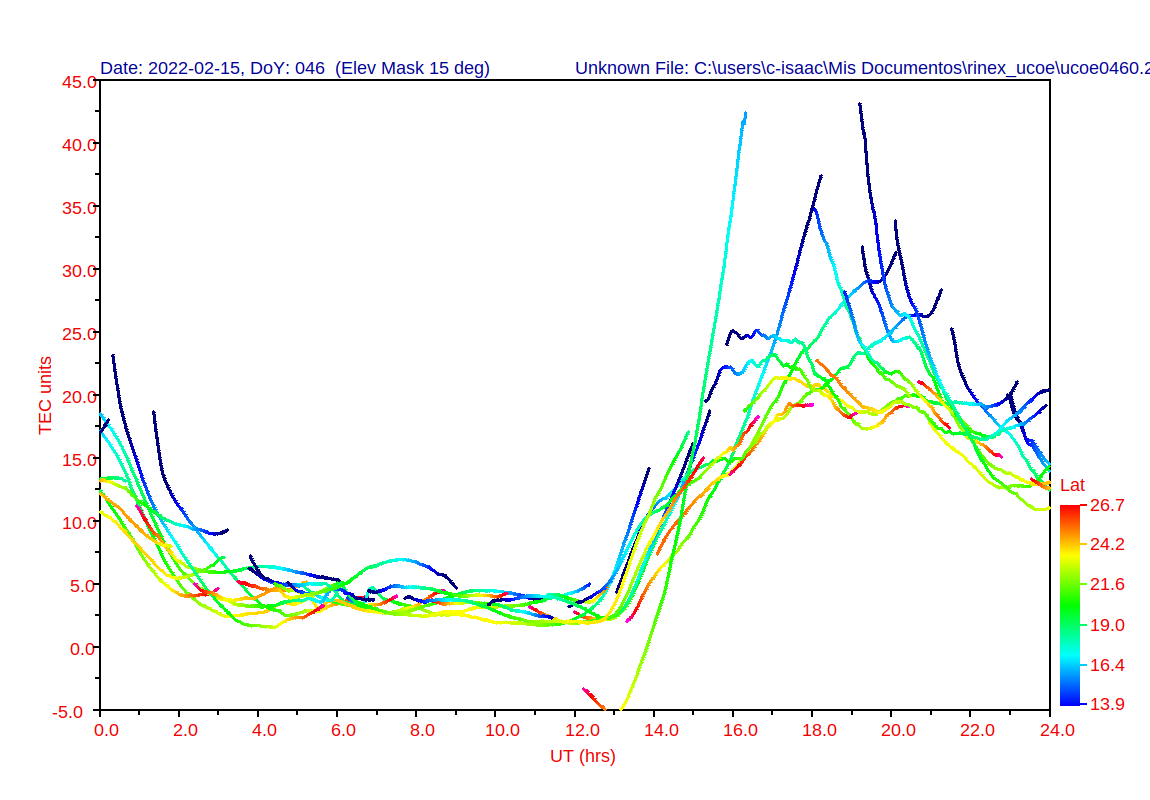 Date: 2022-02-15, DoY: 046  (Elev Mask 15 deg)
Unknown File: C:\users\c-isaac\Mis Documentos\rinex_ucoe\ucoe0460.2
45.0
40.0
35.0
30.0
25.0
20.0
15.0
10.0
5.0
0.0
-5.0
TEC units
0.0 2.0 4.0 6.0 8.0 10.0 12.0 14.0 16.0 18.0 20.0 22.0 24.0
UT (hrs)
Lat
26.7
24.2
21.6
19.0
16.4
13.9